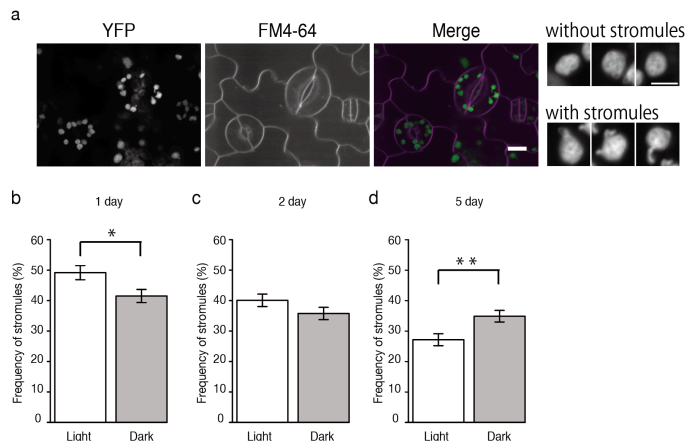 a
YFP
FM4-64
Merge
without stromules
with stromules
b
1 day
Frequency of stromules (%)
60
50
40
30
20
10
0
*
Light
Dark
c
2 day
Frequency of stromules (%)
60
50
40
30
20
10
0
Light
Dark
d
5 day
Frequency of stromules (%)
60
50
40
30
20
10
0
**
Light
Dark